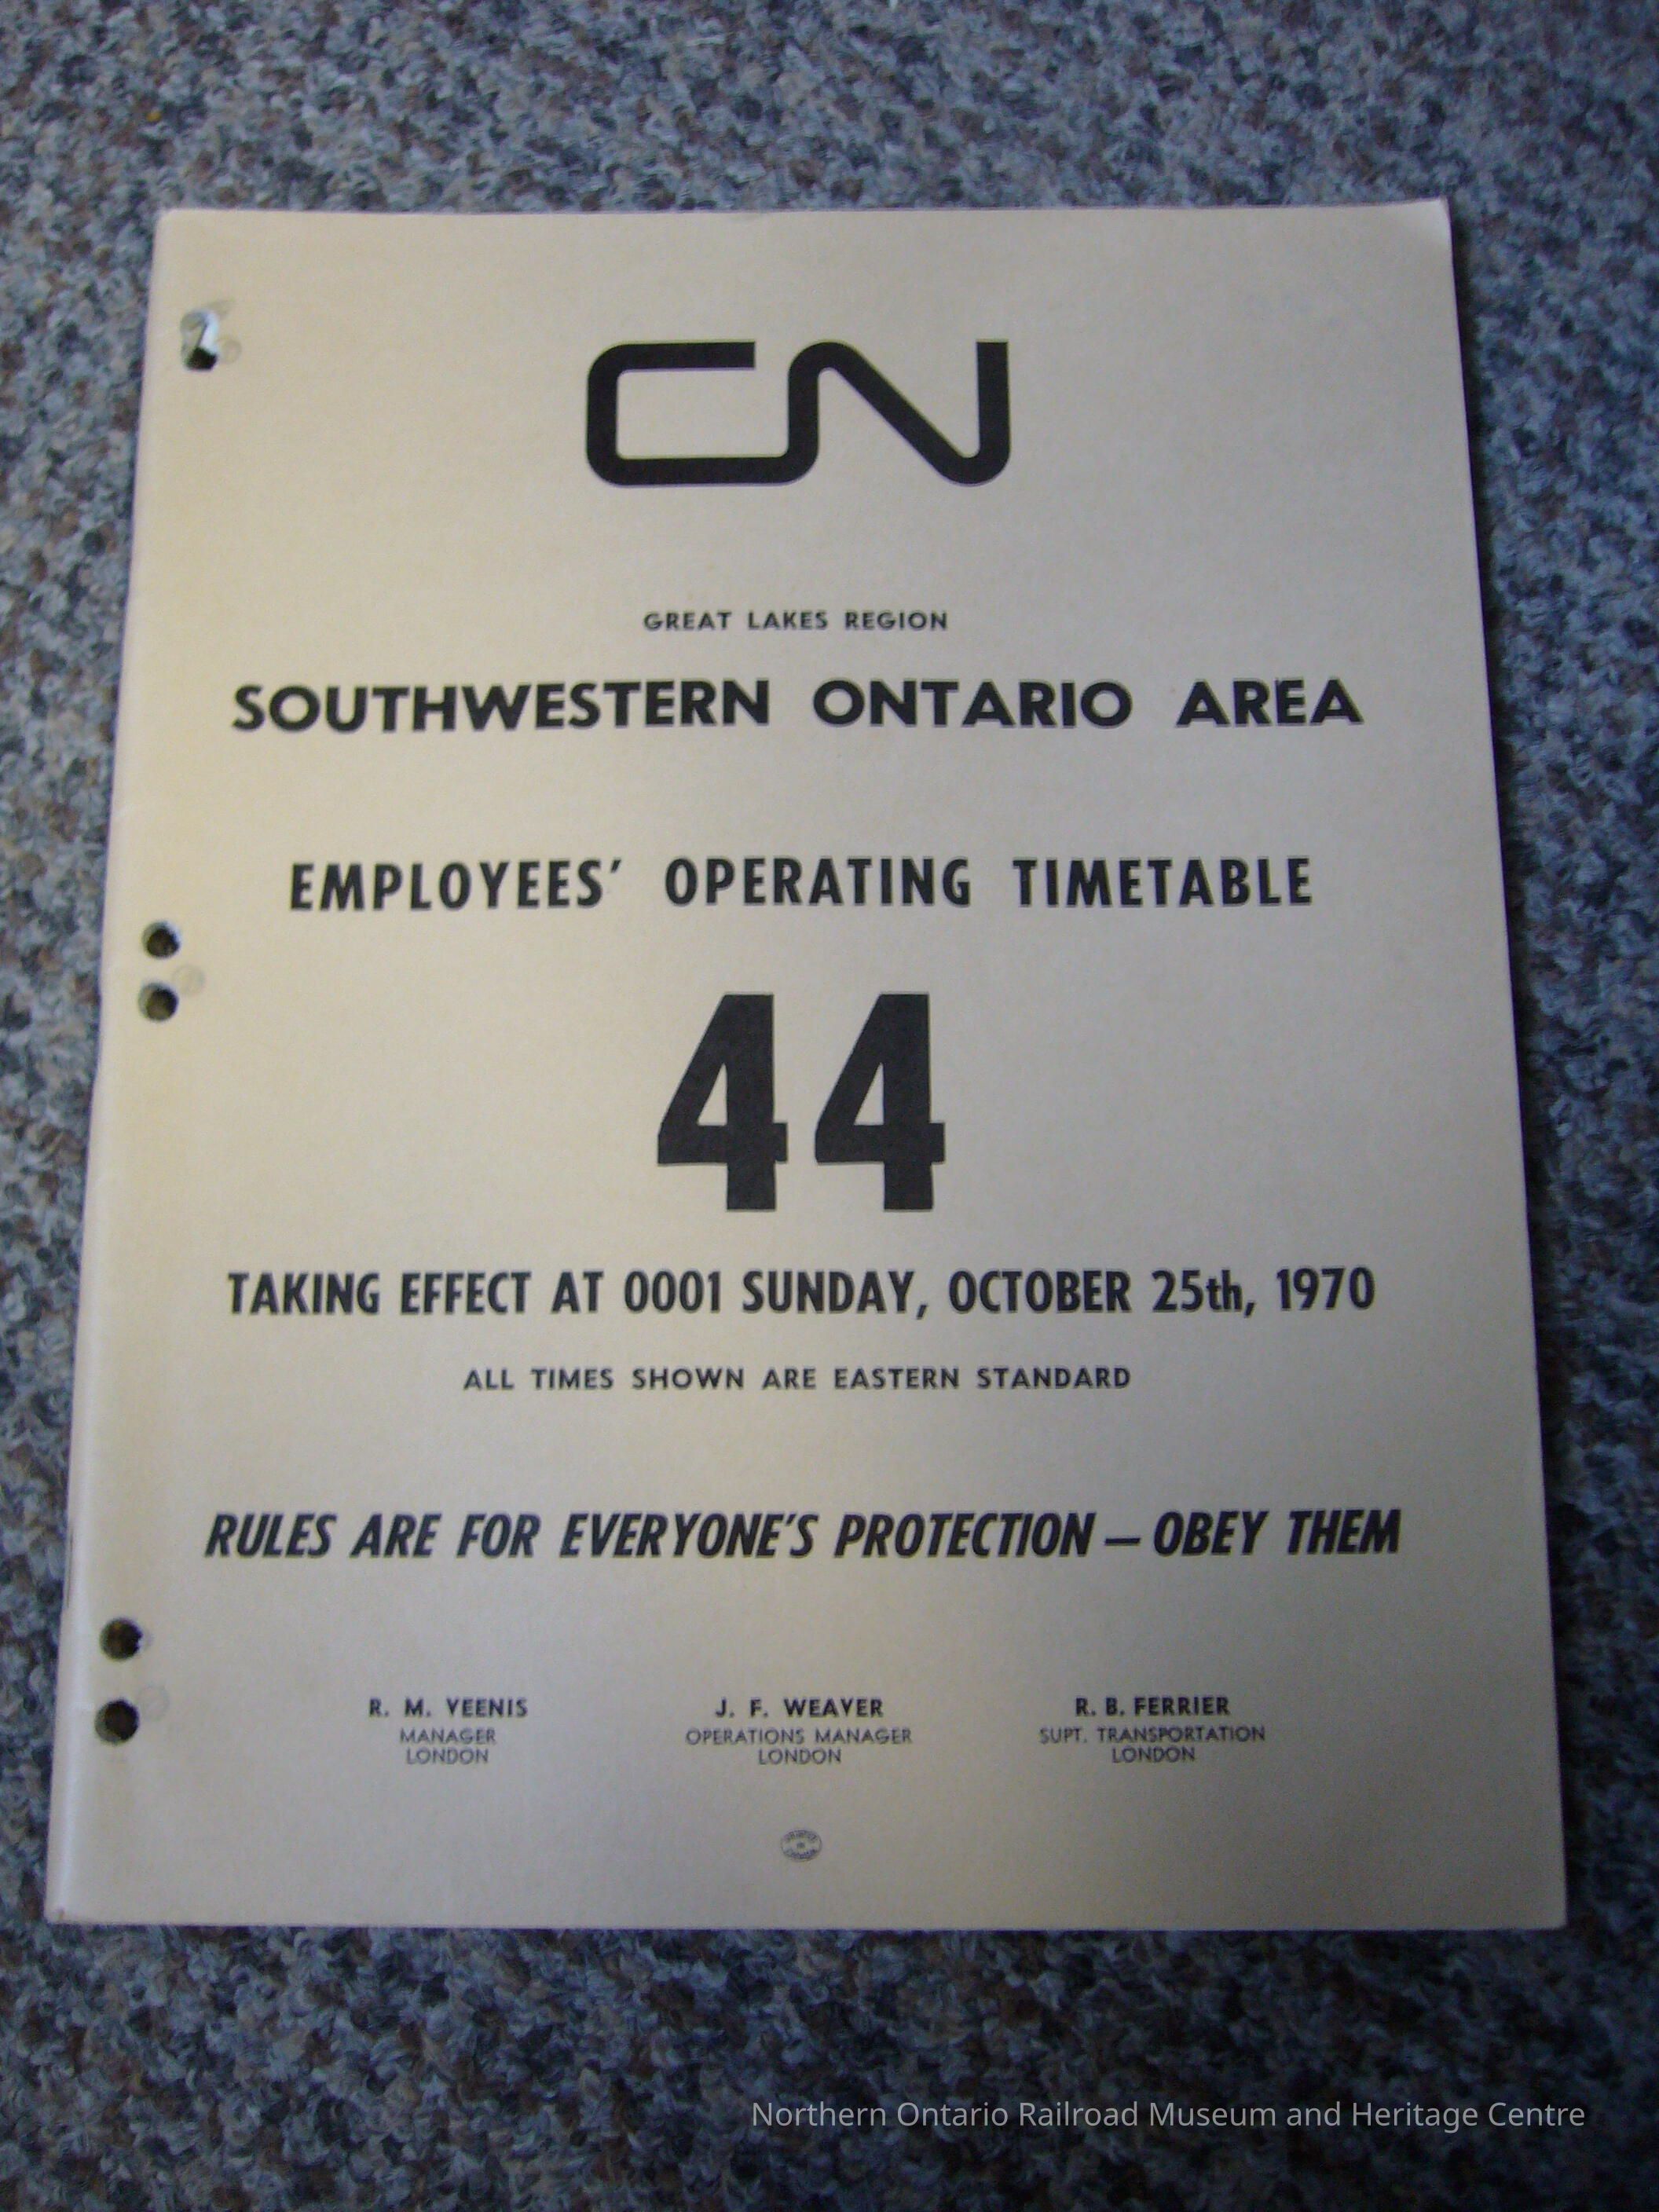 CN
GREAT LAKES REGION
SOUTHWESTERN ONTARIO AREA
EMPLOYEES' OPERATING TIMETABLE
44
TAKING EFFECT AT 0001 SUNDAY, OCTOBER 25th, 1970
ALL TIMES SHOWN ARE EASTERN STANDARD
RULES ARE FOR EVERYONE'S PROTECTION — OBEY THEM
R. M. VEENIS
MANAGER
LONDON
J. F. WEAVER
OPERATIONS MANAGER
LONDON
R. B. FERRIER
SUPT. TRANSPORTATION
LONDON
Northern Ontario Railroad Museum and Heritage Centre